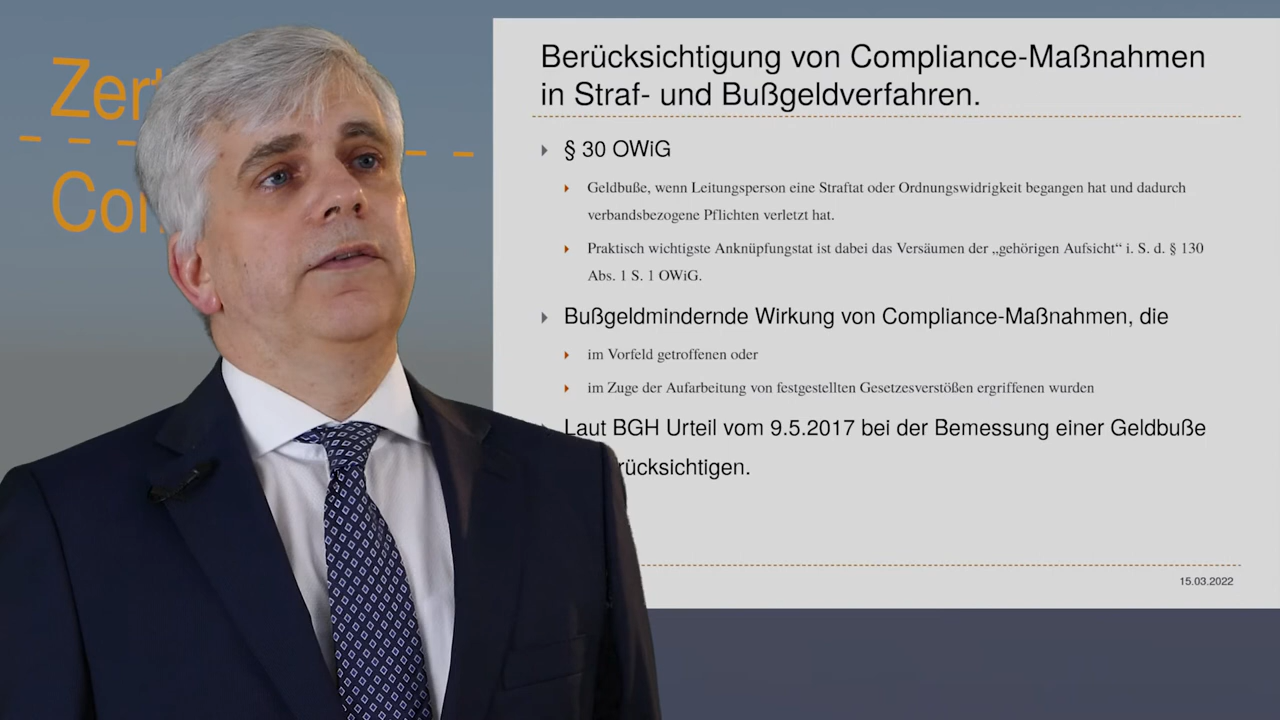 Berücksichtigung von Compliance-Maßnahmen
in Straf- und Bußgeldverfahren.
§ 30 OWiG
Geldbuße, wenn Leitungsperson eine Straftat oder Ordnungswidrigkeit begangen hat und dadurch
verbandsbezogene Pflichten verletzt hat.
Praktisch wichtigste Anknüpfungstat ist dabei das Versäumen der „gehörigen Aufsicht“ i. S. d. § 130
Abs. 1 S. 1 OWiG.
Bußgeldmindernde Wirkung von Compliance-Maßnahmen, die
im Vorfeld getroffenen oder
im Zuge der Aufarbeitung von festgestellten Gesetzesverstößen ergriffenen wurden
Laut BGH Urteil vom 9.5.2017 bei der Bemessung einer Geldbuße
15.03.2022